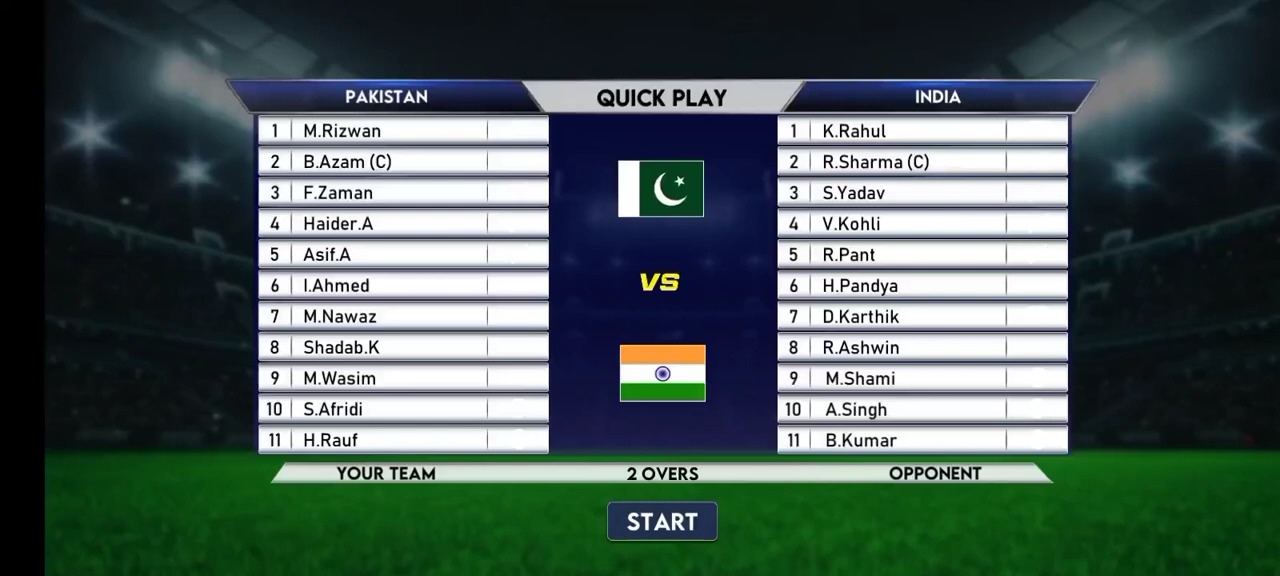 PAKISTAN QUICK PLAY INDIA
1 M.Rizwan 1 K.Rahul
2 B.Azam (C) 2 R.Sharma (C)
3 F.Zaman 3 S.Yadav
4 Haider.A 4 V.Kohli
5 Asif.A 5 R.Pant
6 I.Ahmed 6 H.Pandya
7 M.Nawaz 7 D.Karthik
8 Shadab.K 8 R.Ashwin
9 M.Wasim 9 M.Shami
10 S.Afridi 10 A.Singh
11 H.Rauf 11 B.Kumar
VS
YOUR TEAM 2 OVERS OPPONENT
START